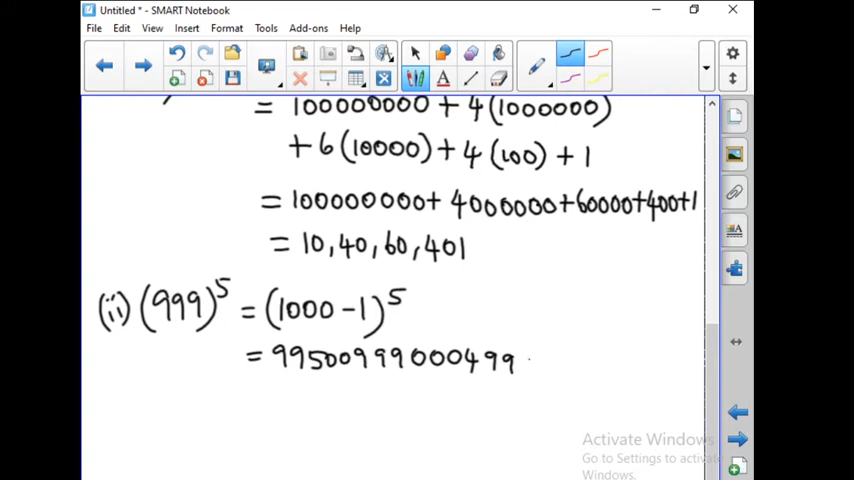 Untitled * - SMART Notebook
File Edit View Insert Format Tools Add-ons Help
= 100000000 + 4(1000000)
+ 6(10000) + 4(100) + 1
= 100000000+ 4000000+60000+400+1
= 10,40,60,401
(ii) (999)⁵ = (1000 -1)⁵
= 99500999000499
Activate Windows
Go to Settings to activate
Windows.